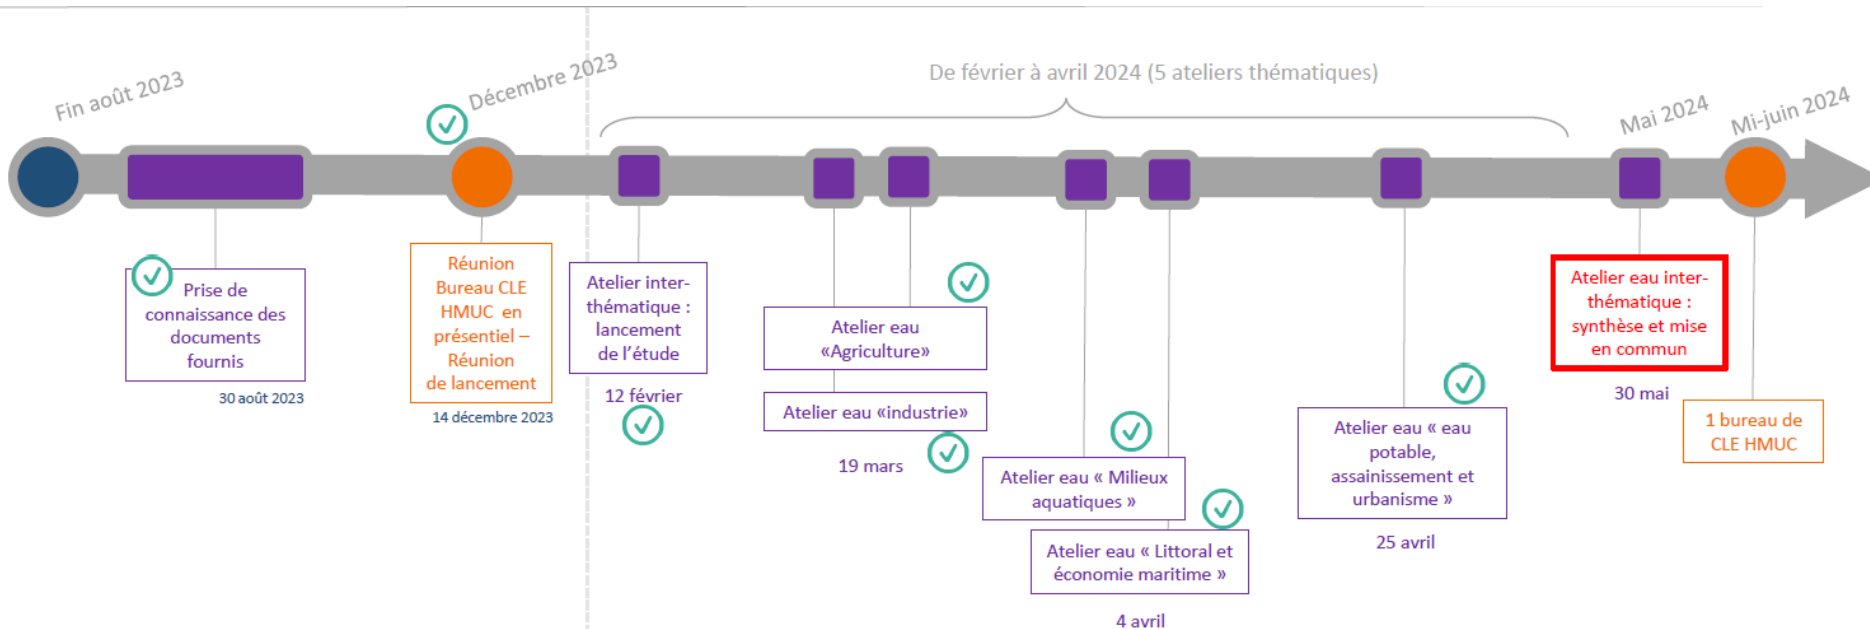 Fin août 2023
Décembre 2023
De février à avril 2024 (5 ateliers thématiques)
Mai 2024
Mi-juin 2024
Prise de
connaissance des
documents
fournis
30 août 2023
Réunion
Bureau CLE
HMUC en
présentiel –
Réunion
de lancement
14 décembre 2023
Atelier inter-
thématique :
lancement
de l'étude
12 février
Atelier eau
«Agriculture»
Atelier eau «industrie»
19 mars
Atelier eau « Milieux
aquatiques »
Atelier eau « Littoral et
économie maritime »
4 avril
Atelier eau « eau
potable,
assainissement et
urbanisme »
25 avril
Atelier eau inter-
thématique :
synthèse et mise
en commun
30 mai
1 bureau de
CLE HMUC